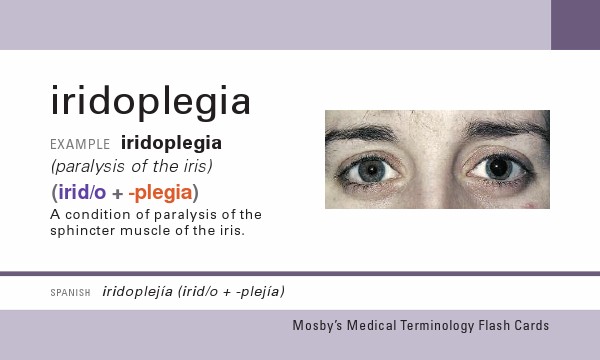 iridoplegia
EXAMPLE iridoplegia
(paralysis of the iris)
(irid/o + -plegia)
A condition of paralysis of the
sphincter muscle of the iris.
SPANISH iridoplejía (irid/o + -plejía)
Mosby's Medical Terminology Flash Cards